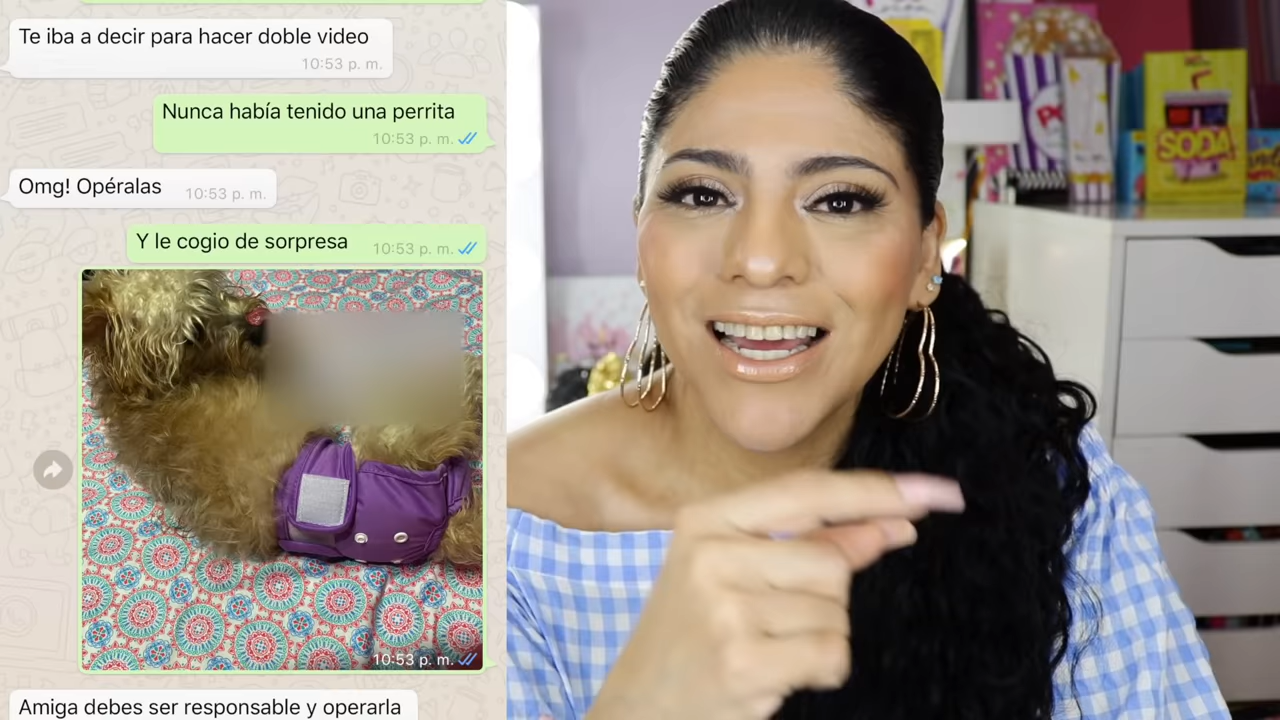 Te iba a decir para hacer doble video
10:53 p. m.
Nunca había tenido una perrita
10:53 p. m.
Omg! Opéralas
10:53 p. m.
Y le cogio de sorpresa
10:53 p. m.
10:53 p. m.
Amiga debes ser responsable y operarla
SODA